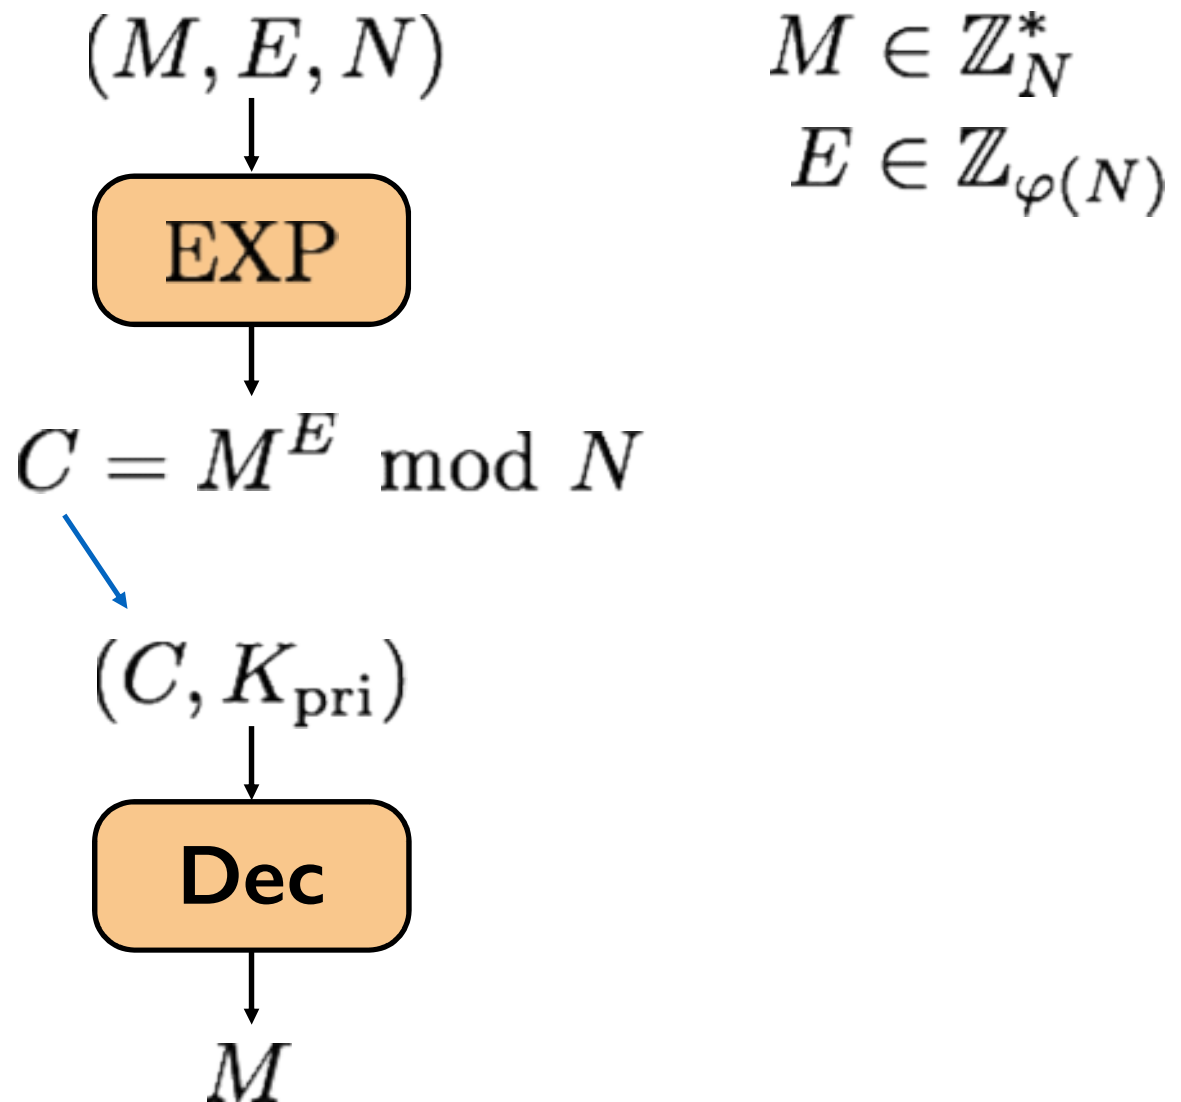 (M, E, N)
M ∈ ℤ*_N
E ∈ ℤ_φ(N)
EXP
C = M^E mod N
(C, K_pri)
Dec
M